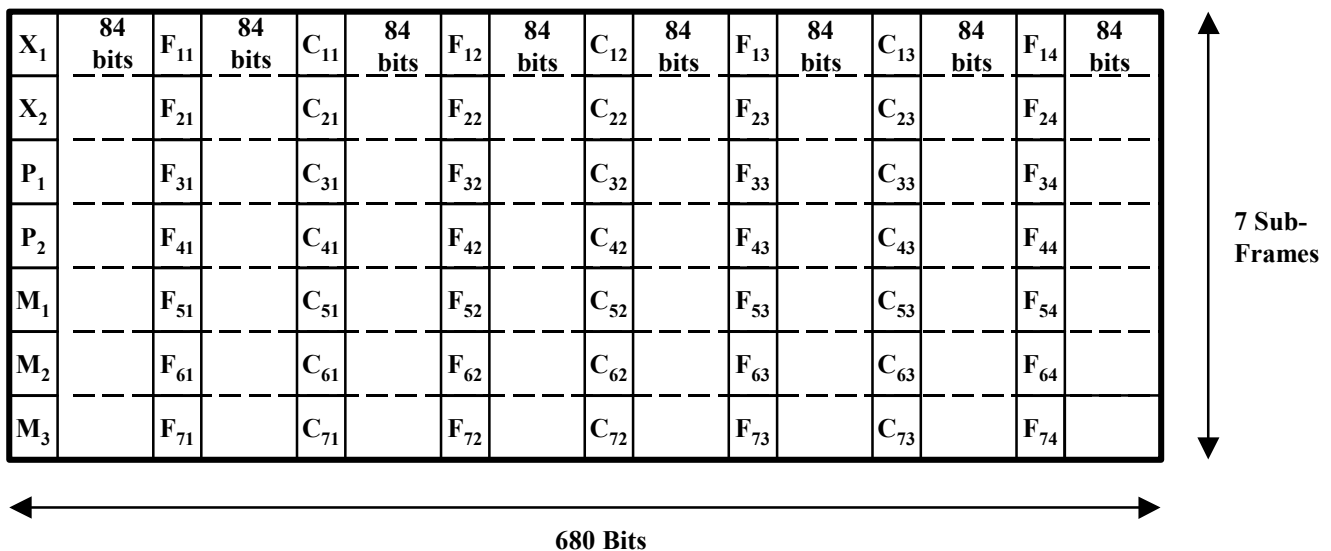 X₁ 84 bits F₁₁ 84 bits C₁₁ 84 bits F₁₂ 84 bits C₁₂ 84 bits F₁₃ 84 bits C₁₃ 84 bits F₁₄ 84 bits
X₂ F₂₁ C₂₁ F₂₂ C₂₂ F₂₃ C₂₃ F₂₄
P₁ F₃₁ C₃₁ F₃₂ C₃₂ F₃₃ C₃₃ F₃₄
P₂ F₄₁ C₄₁ F₄₂ C₄₂ F₄₃ C₄₃ F₄₄
M₁ F₅₁ C₅₁ F₅₂ C₅₂ F₅₃ C₅₃ F₅₄
M₂ F₆₁ C₆₁ F₆₂ C₆₂ F₆₃ C₆₃ F₆₄
M₃ F₇₁ C₇₁ F₇₂ C₇₂ F₇₃ C₇₃ F₇₄
7 Sub-
Frames
680 Bits